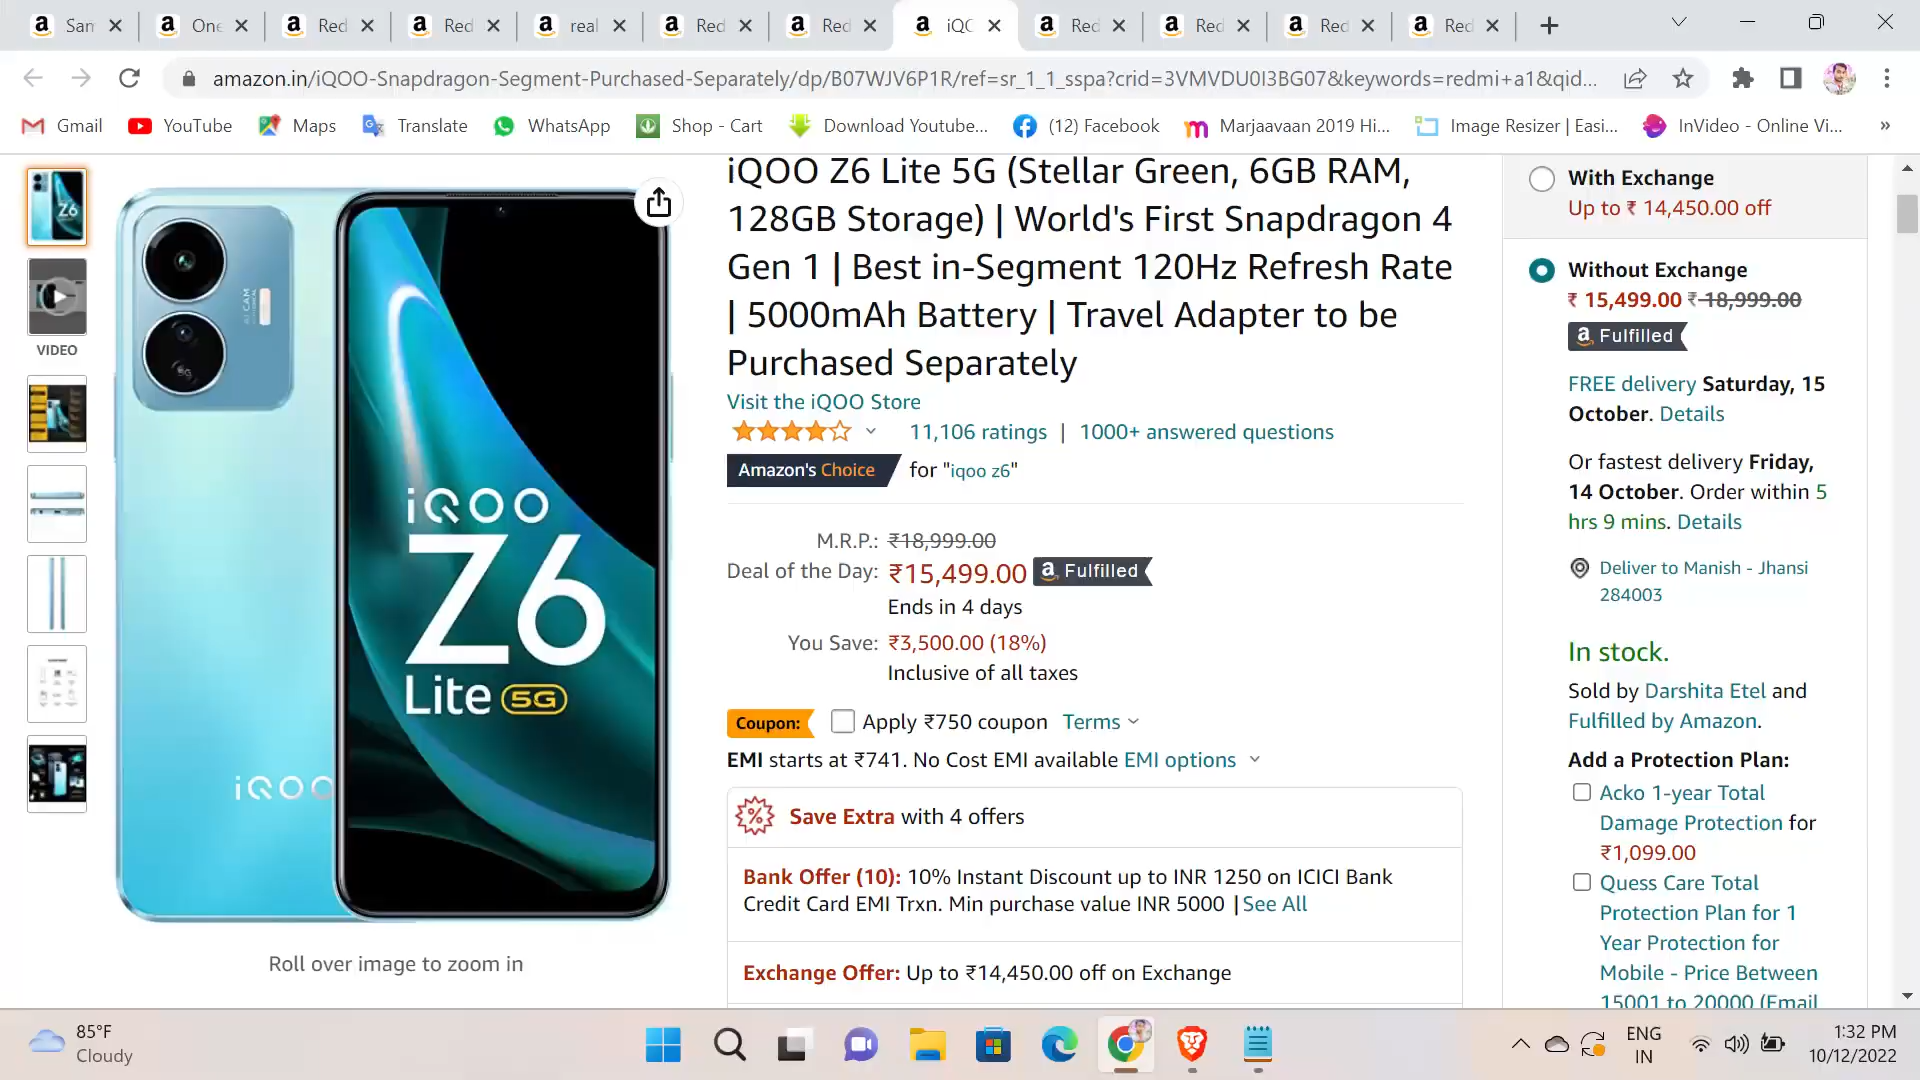 San
One
Red
Red
real
Red
Red
iQO
Red
Red
Red
Red
amazon.in/iQOO-Snapdragon-Segment-Purchased-Separately/dp/B07WJV6P1R/ref=sr_1_1_sspa?crid=3VMVDU0I3BG07&keywords=redmi+a1&qid...
Gmail
YouTube
Maps
Translate
WhatsApp
Shop - Cart
Download Youtube...
(12) Facebook
Marjaavaan 2019 Hi...
Image Resizer | Easi...
InVideo - Online Vi...
»
Z6
VIDEO
iQOO
iQOO
Z6
Lite 5G
Roll over image to zoom in
iQOO Z6 Lite 5G (Stellar Green, 6GB RAM,
128GB Storage) | World's First Snapdragon 4
Gen 1 | Best in-Segment 120Hz Refresh Rate
| 5000mAh Battery | Travel Adapter to be
Purchased Separately
Visit the iQOO Store
11,106 ratings | 1000+ answered questions
Amazon's Choice for "iqoo z6"
M.R.P.: ₹18,999.00
Deal of the Day: ₹15,499.00 a Fulfilled
Ends in 4 days
You Save: ₹3,500.00 (18%)
Inclusive of all taxes
Coupon: Apply ₹750 coupon Terms
EMI starts at ₹741. No Cost EMI available EMI options
% Save Extra with 4 offers
Bank Offer (10): 10% Instant Discount up to INR 1250 on ICICI Bank
Credit Card EMI Trxn. Min purchase value INR 5000 | See All
Exchange Offer: Up to ₹14,450.00 off on Exchange
With Exchange
Up to ₹ 14,450.00 off
Without Exchange
₹ 15,499.00 ₹ 18,999.00
a Fulfilled
FREE delivery Saturday, 15
October. Details
Or fastest delivery Friday,
14 October. Order within 5
hrs 9 mins. Details
Deliver to Manish - Jhansi
284003
In stock.
Sold by Darshita Etel and
Fulfilled by Amazon.
Add a Protection Plan:
Acko 1-year Total
Damage Protection for
₹1,099.00
Quess Care Total
Protection Plan for 1
Year Protection for
Mobile - Price Between
15001 to 20000 (Email
85°F
Cloudy
ENG
IN
1:32 PM
10/12/2022